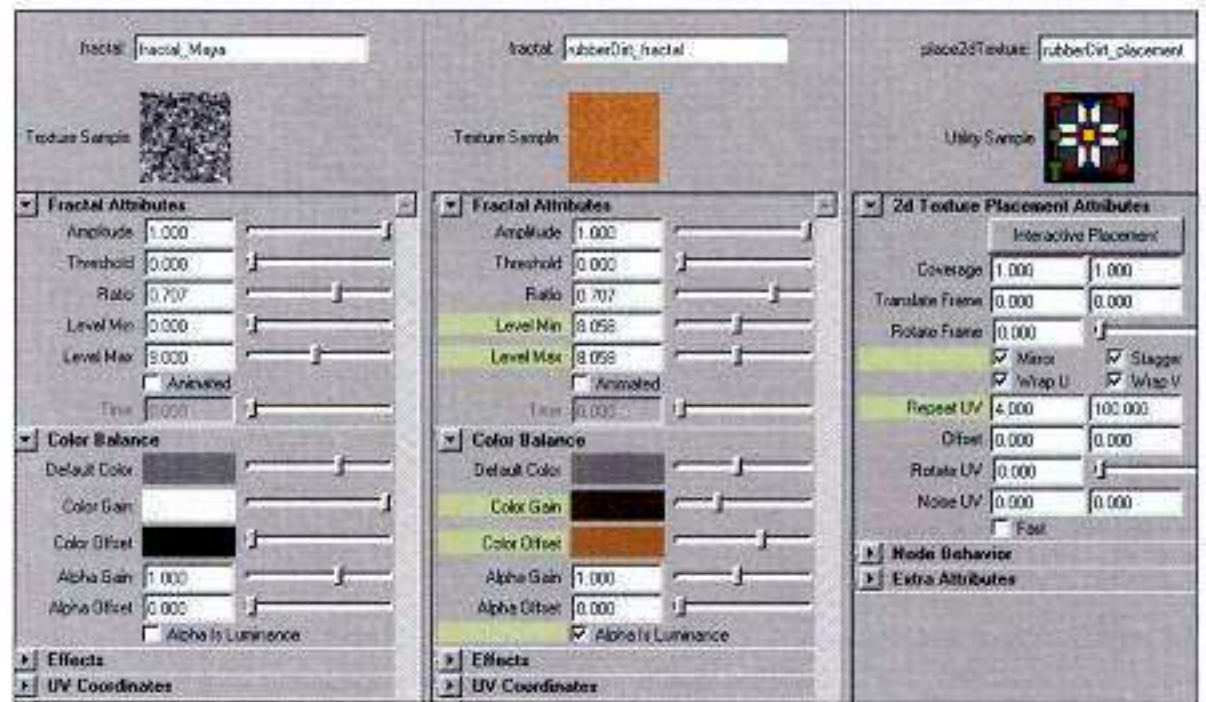 fractal: fractal_Maya
Texture Sample
Fractal Attributes
Amplitude 1.000
Threshold 0.000
Ratio 0.707
Level Min 0.000
Level Max 9.000
Animated
Time 0.000
Color Balance
Default Color
Color Gain
Color Offset
Alpha Gain 1.000
Alpha Offset 0.000
Alpha Is Luminance
Effects
UV Coordinates
fractal: rubberDirt_fractal
Texture Sample
Fractal Attributes
Amplitude 1.000
Threshold 0.000
Ratio 0.707
Level Min 8.058
Level Max 8.058
Animated
Time 0.000
Color Balance
Default Color
Color Gain
Color Offset
Alpha Gain 1.000
Alpha Offset 0.000
Alpha Is Luminance
Effects
UV Coordinates
place2dTexture: rubberDirt_placement
Utility Sample
2d Texture Placement Attributes
Interactive Placement
Coverage 1.000 1.000
Translate Frame 0.000 0.000
Rotate Frame 0.000
Mirror Stagger
Wrap U Wrap V
Repeat UV 4.000 100.000
Offset 0.000 0.000
Rotate UV 0.000
Noise UV 0.000 0.000
Fast
Node Behavior
Extra Attributes